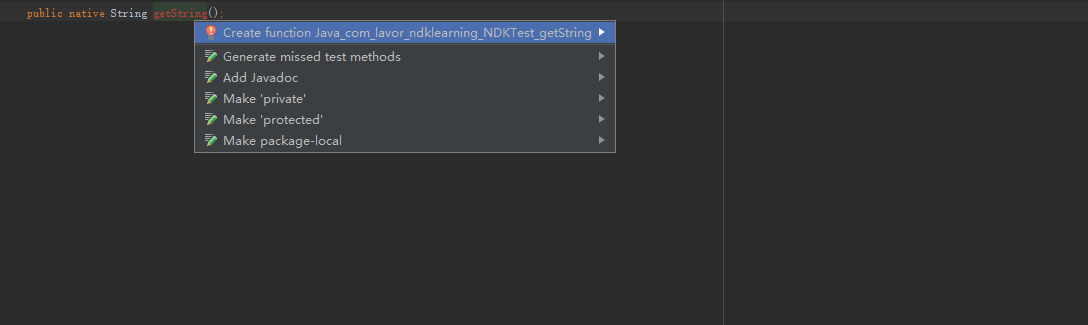 public native String getString();
Create function Java_com_lavor_ndklearning_NDKTest_getString
Generate missed test methods
Add Javadoc
Make 'private'
Make 'protected'
Make package-local